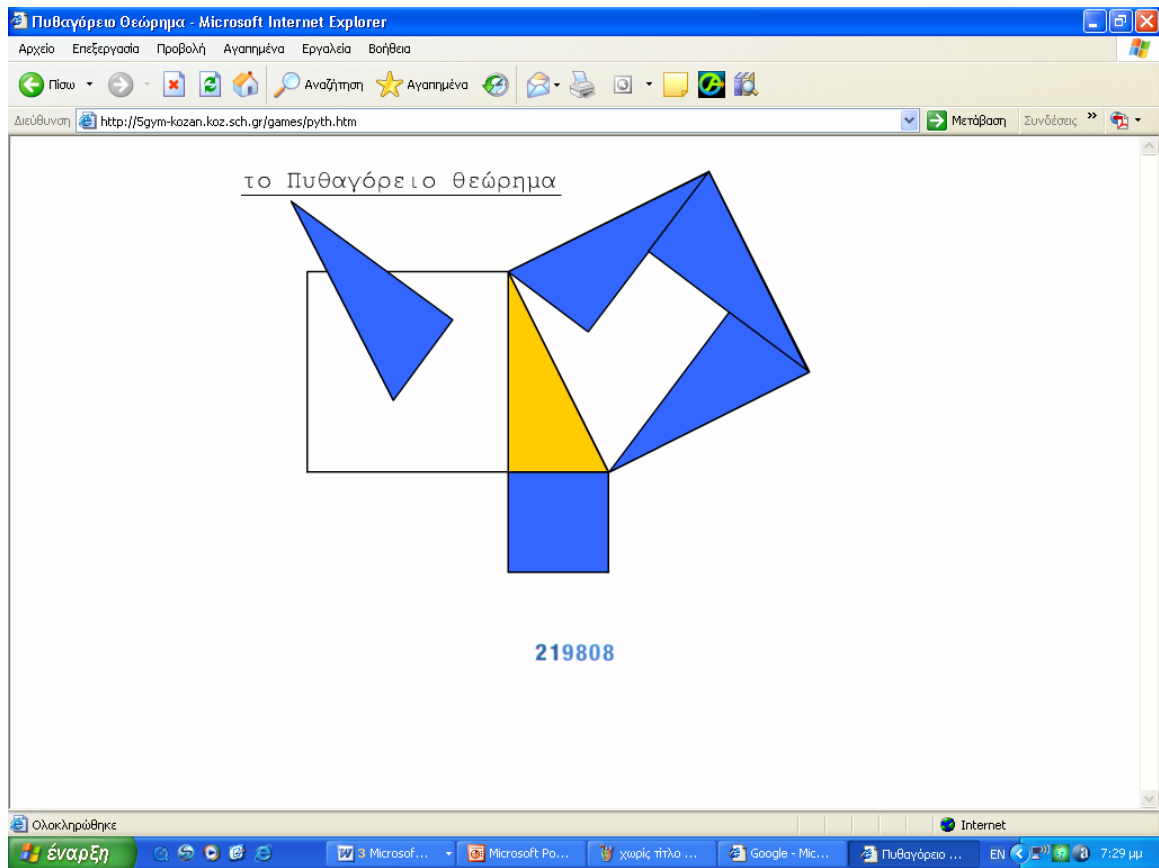 Πυθαγόρειο Θεώρημα - Microsoft Internet Explorer
Αρχείο Επεξεργασία Προβολή Αγαπημένα Εργαλεία Βοήθεια
Πίσω Αναζήτηση Αγαπημένα
Διεύθυνση http://5gym-kozan.koz.sch.gr/games/pyth.htm Μετάβαση Συνδέσεις »
το Πυθαγόρειο θεώρημα
219808
Ολοκληρώθηκε Internet
έναρξη 3 Microsof... Microsoft Po... χωρίς τίτλο ... Google - Mic... Πυθαγόρειο ... EN 7:29 μμ